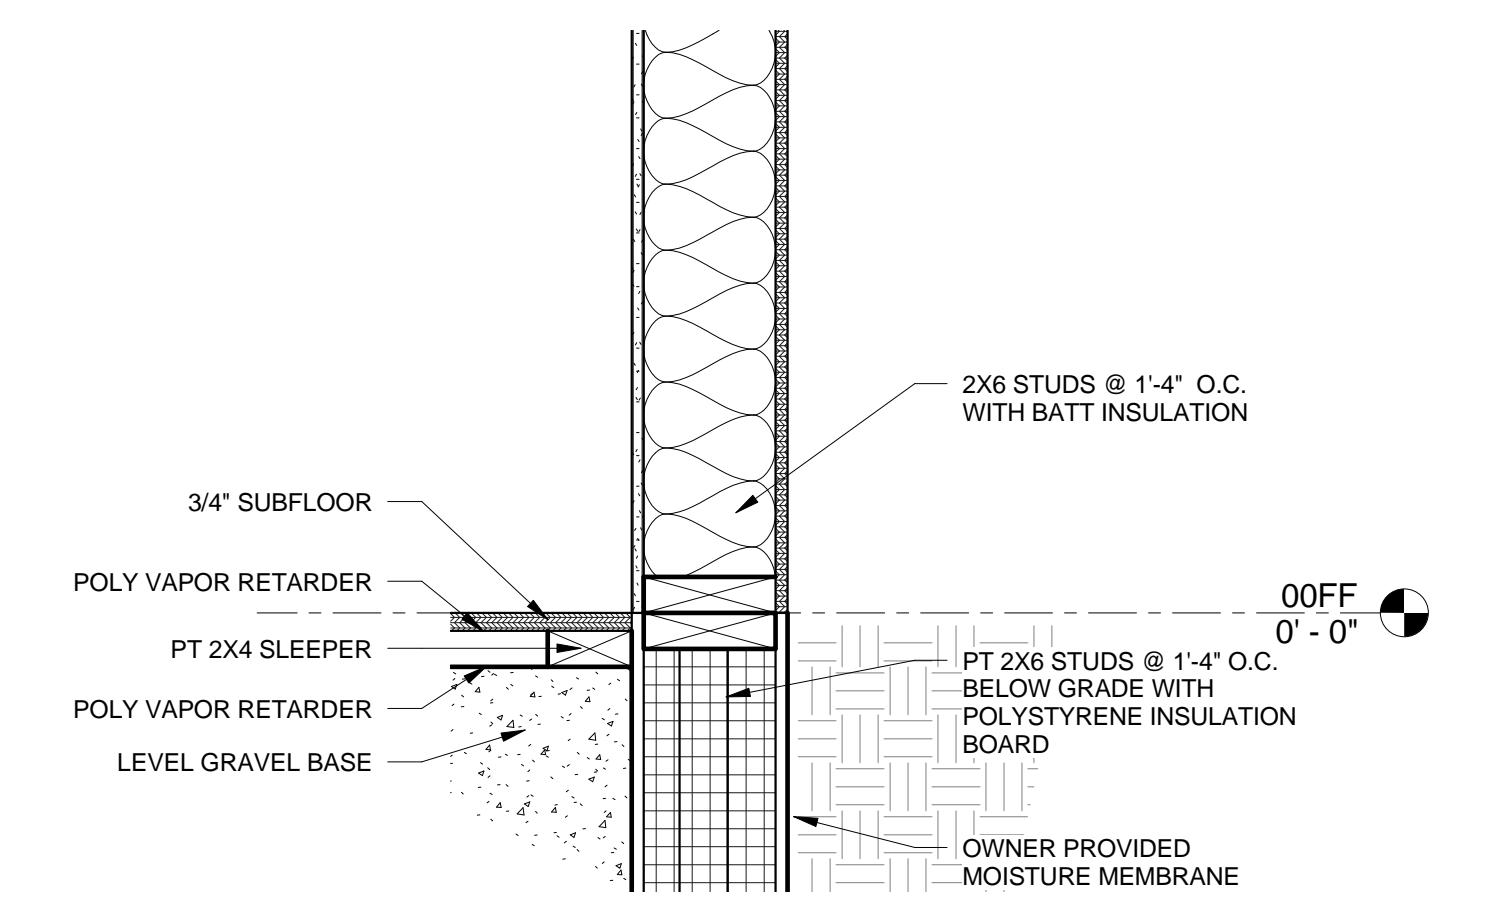 2X6 STUDS @ 1'-4" O.C.
WITH BATT INSULATION
3/4" SUBFLOOR
POLY VAPOR RETARDER
PT 2X4 SLEEPER
POLY VAPOR RETARDER
LEVEL GRAVEL BASE
00FF
0' - 0"
PT 2X6 STUDS @ 1'-4" O.C.
BELOW GRADE WITH
POLYSTYRENE INSULATION
BOARD
OWNER PROVIDED
MOISTURE MEMBRANE